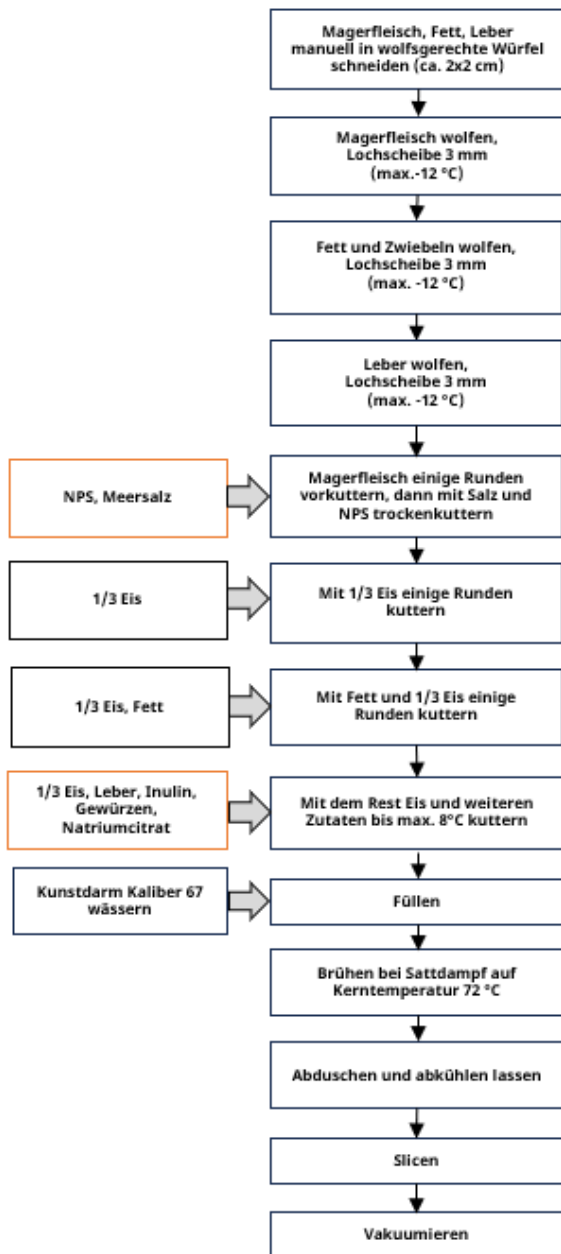 Magerfleisch, Fett, Leber
manuell in wolfsgerechte Würfel
schneiden (ca. 2x2 cm)
Magerfleisch wolfen,
Lochscheibe 3 mm
(max.-12 °C)
Fett und Zwiebeln wolfen,
Lochscheibe 3 mm
(max. -12 °C)
Leber wolfen,
Lochscheibe 3 mm
(max. -12 °C)
NPS, Meersalz
Magerfleisch einige Runden
vorkuttern, dann mit Salz und
NPS trockenkuttern
1/3 Eis
Mit 1/3 Eis einige Runden
kuttern
1/3 Eis, Fett
Mit Fett und 1/3 Eis einige
Runden kuttern
1/3 Eis, Leber, Inulin,
Gewürzen,
Natriumcitrat
Mit dem Rest Eis und weiteren
Zutaten bis max. 8°C kuttern
Kunstdarm Kaliber 67
wässern
Füllen
Brühen bei Sattdampf auf
Kerntemperatur 72 °C
Abduschen und abkühlen lassen
Slicen
Vakuumieren